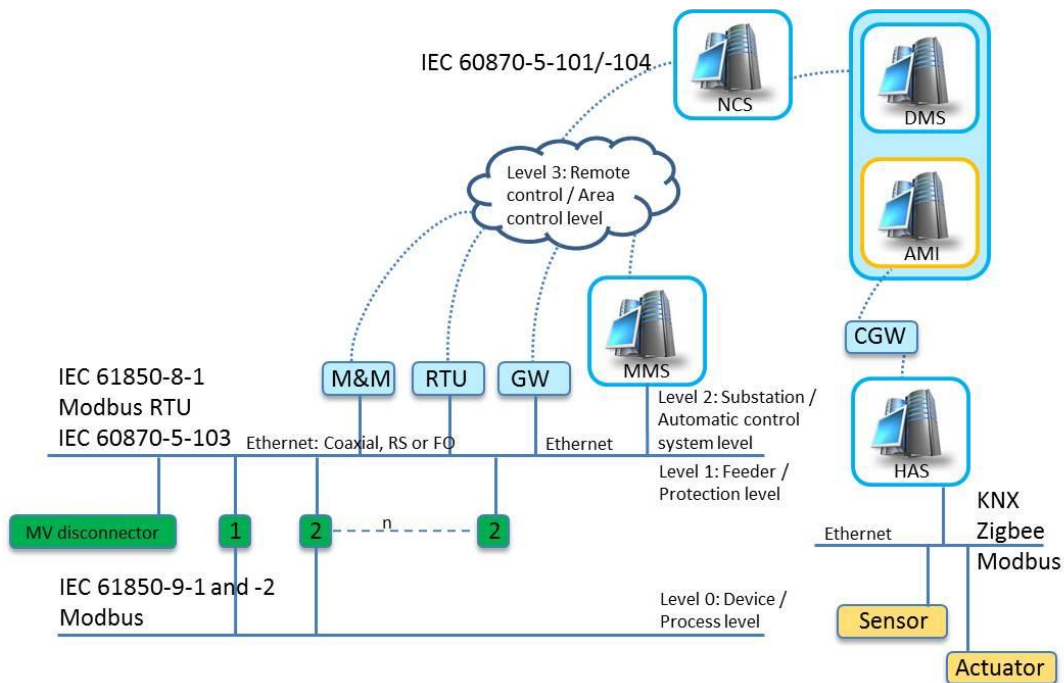 IEC 60870-5-101/-104
NCS
DMS
AMI
Level 3: Remote
control / Area
control level
CGW
M&M
RTU
GW
MMS
HAS
IEC 61850-8-1
Modbus RTU
IEC 60870-5-103
Ethernet: Coaxial, RS or FO
Ethernet
Level 2: Substation /
Automatic control
system level
Level 1: Feeder /
Protection level
MV disconnector
1
2
n
2
IEC 61850-9-1 and -2
Modbus
Level 0: Device /
Process level
KNX
Zigbee
Modbus
Ethernet
Sensor
Actuator